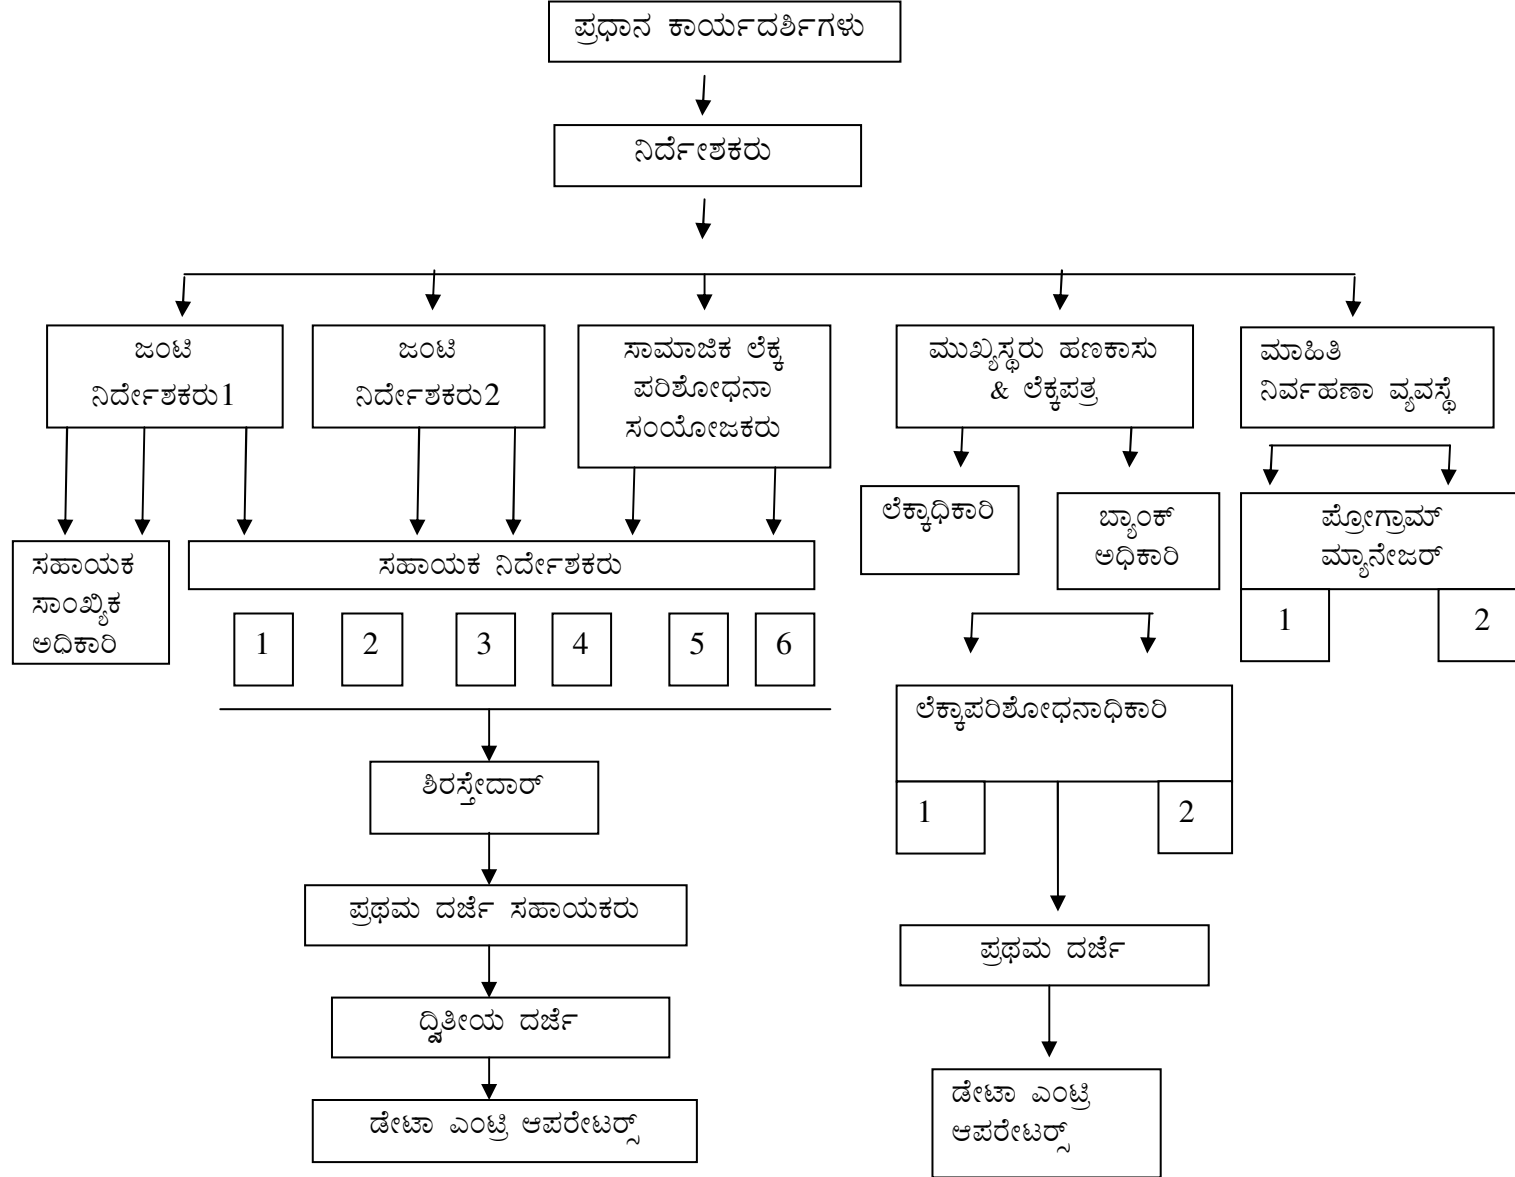 ಪ್ರಧಾನ ಕಾರ್ಯದರ್ಶಿಗಳು
ನಿರ್ದೇಶಕರು
ಜಂಟಿ
ನಿರ್ದೇಶಕರು1
ಜಂಟಿ
ನಿರ್ದೇಶಕರು2
ಸಾಮಾಜಿಕ ಲೆಕ್ಕ
ಪರಿಶೋಧನಾ
ಸಂಯೋಜಕರು
ಮುಖ್ಯಸ್ಥರು ಹಣಕಾಸು
& ಲೆಕ್ಕಪತ್ರ
ಮಾಹಿತಿ
ನಿರ್ವಹಣಾ ವ್ಯವಸ್ಥೆ
ಸಹಾಯಕ
ಸಾಂಖ್ಯಿಕ
ಅಧಿಕಾರಿ
ಸಹಾಯಕ ನಿರ್ದೇಶಕರು
1
2
3
4
5
6
ಲೆಕ್ಕಾಧಿಕಾರಿ
ಬ್ಯಾಂಕ್
ಅಧಿಕಾರಿ
ಪ್ರೋಗ್ರಾಮ್
ಮ್ಯಾನೇಜರ್
1
2
ಶಿರಸ್ತೇದಾರ್
ಪ್ರಥಮ ದರ್ಜೆ ಸಹಾಯಕರು
ದ್ವಿತೀಯ ದರ್ಜೆ
ಡೇಟಾ ಎಂಟ್ರಿ ಆಪರೇಟರ್ಸ್
ಲೆಕ್ಕಾಪರಿಶೋಧನಾಧಿಕಾರಿ
1
2
ಪ್ರಥಮ ದರ್ಜೆ
ಡೇಟಾ ಎಂಟ್ರಿ
ಆಪರೇಟರ್ಸ್